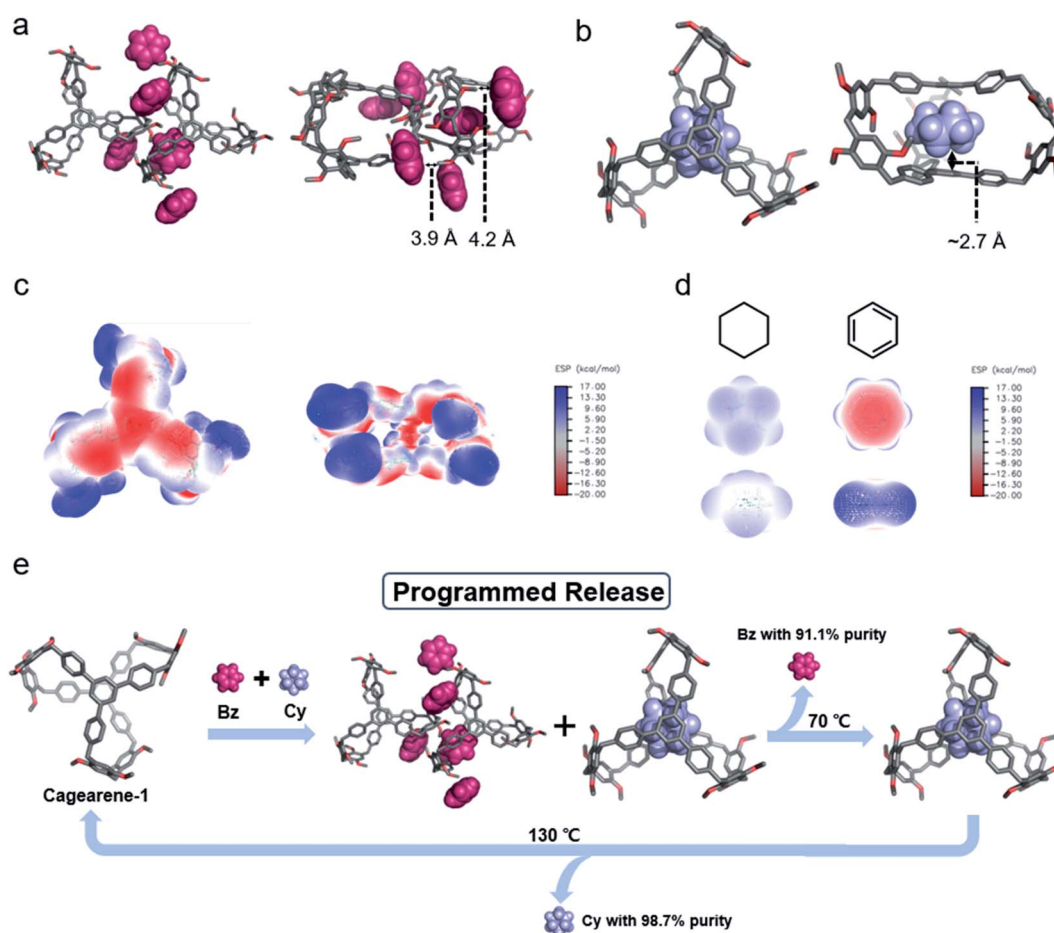 a
b
3.9 Å
4.2 Å
~2.7 Å
c
d
ESP (kcal/mol)
17.00
13.30
9.60
5.90
2.20
-1.50
-5.20
-8.90
-12.60
-16.30
-20.00
ESP (kcal/mol)
17.00
13.30
9.60
5.90
2.20
-1.50
-5.20
-8.90
-12.60
-16.30
-20.00
e
Programmed Release
Bz with 91.1% purity
+
Bz
Cy
+
70 ℃
Cagearene-1
130 ℃
Cy with 98.7% purity